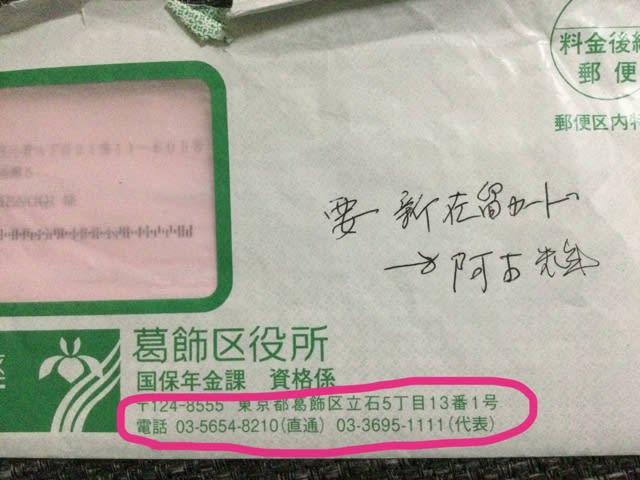 料金後納
郵便
郵便区内特
要 新在留カード
→阿古先生
葛飾区役所
国保年金課 資格係
〒124-8555 東京都葛飾区立石5丁目13番1号
電話 03-5654-8210(直通) 03-3695-1111(代表)